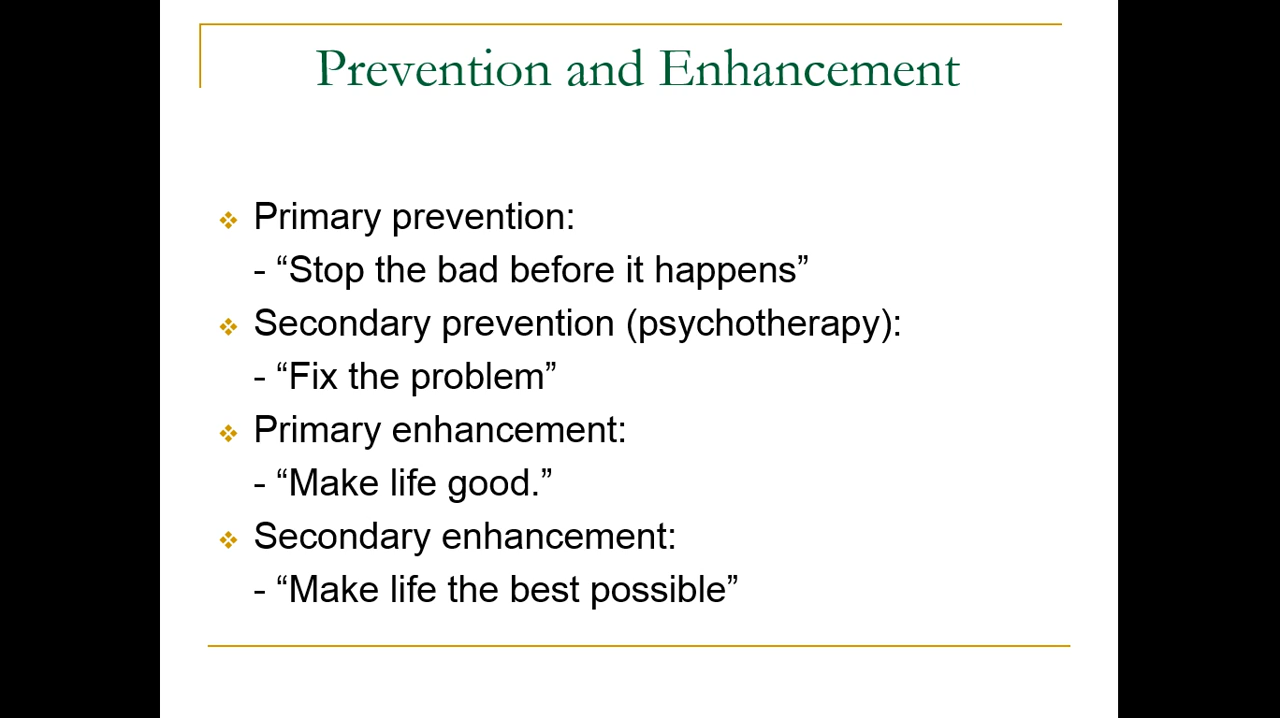 Prevention and Enhancement
❖ Primary prevention:
- “Stop the bad before it happens”
❖ Secondary prevention (psychotherapy):
- “Fix the problem”
❖ Primary enhancement:
- “Make life good.”
❖ Secondary enhancement:
- “Make life the best possible”